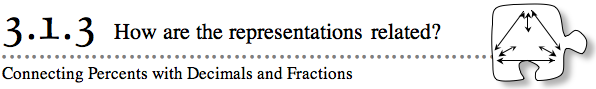 3.1.3 How are the representations related?
Connecting Percents with Decimals and Fractions